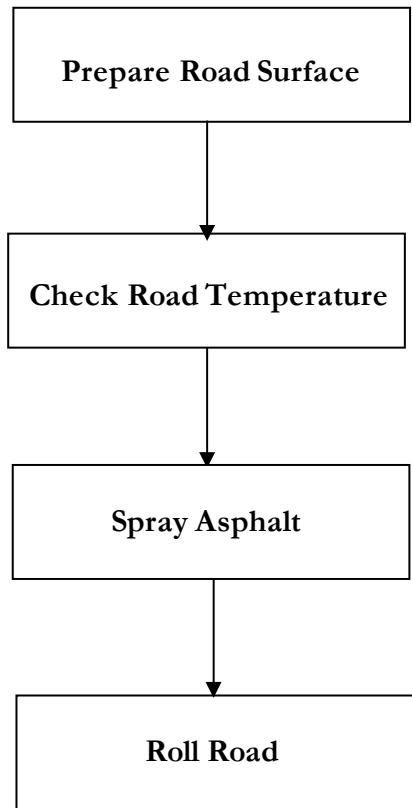 Prepare Road Surface
Check Road Temperature
Spray Asphalt
Roll Road